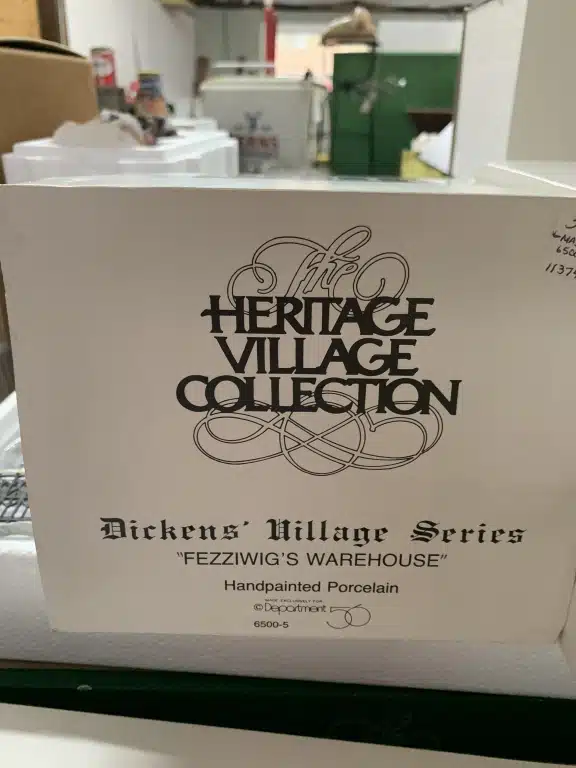 The
HERITAGE
VILLAGE
COLLECTION
Dickens' Village Series
"FEZZIWIG'S WAREHOUSE"
Handpainted Porcelain
MADE EXCLUSIVELY FOR
© Department 56
6500-5